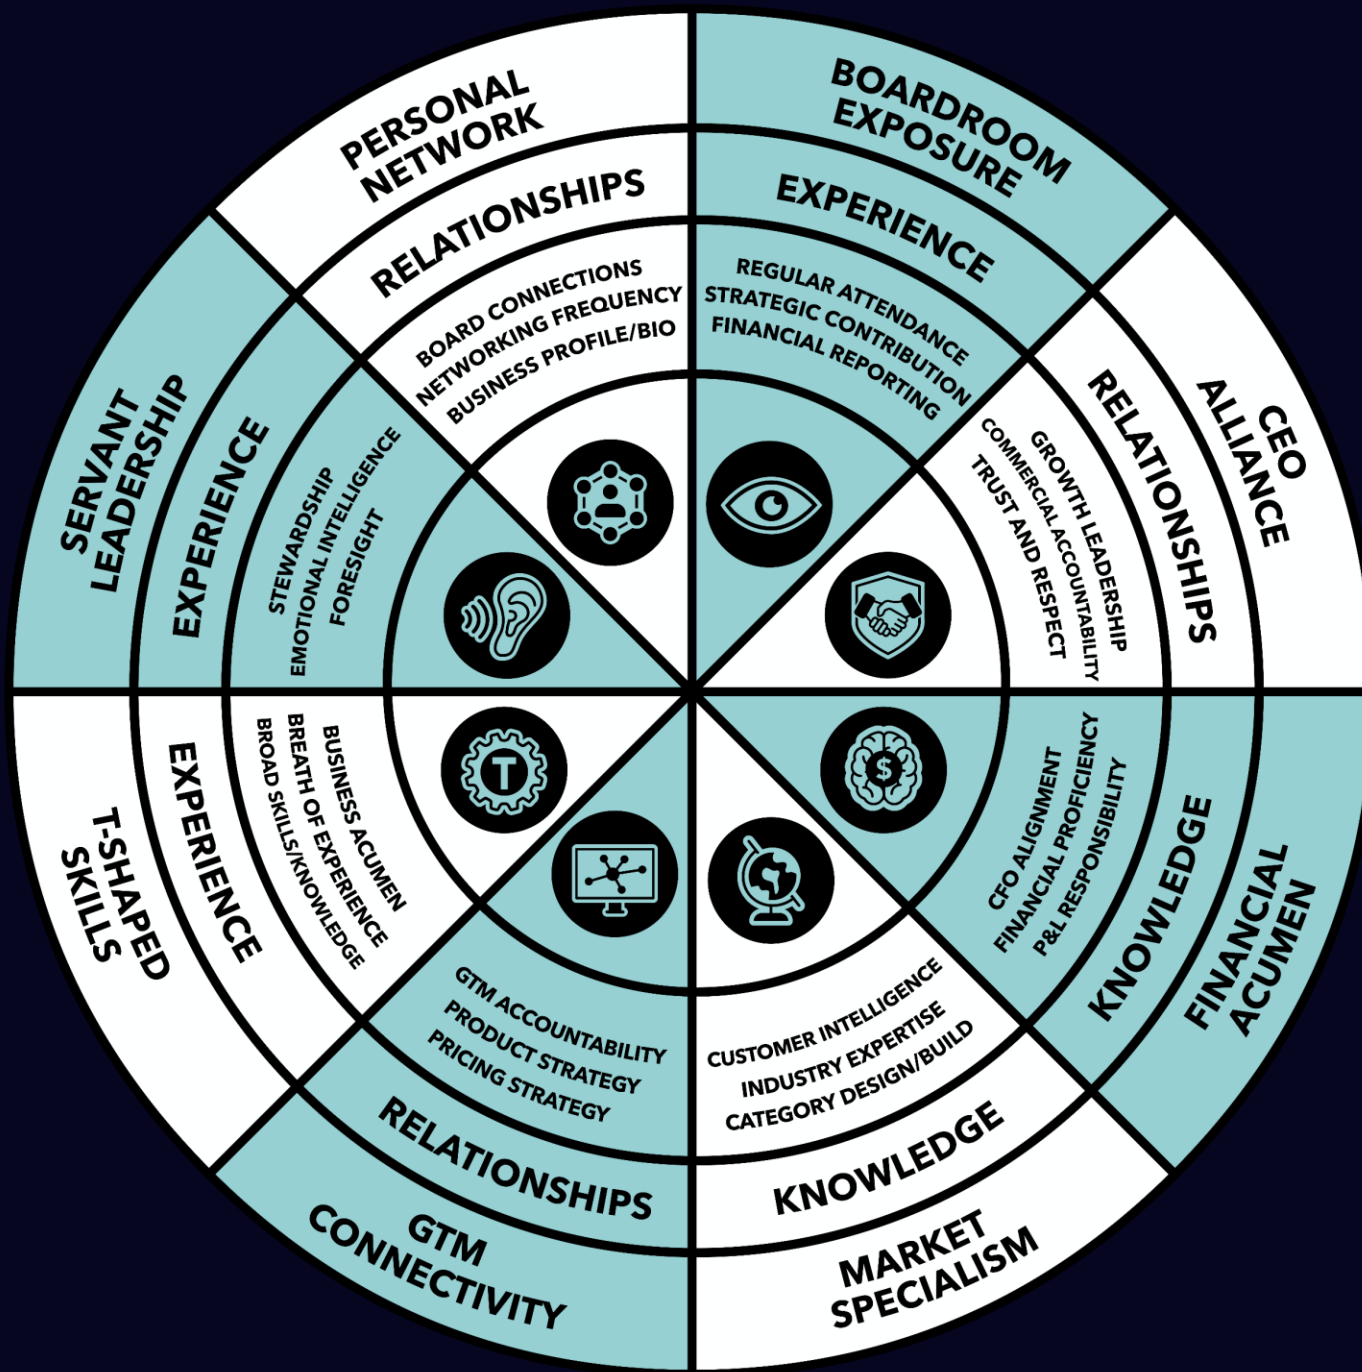 BOARDROOM
EXPOSURE
EXPERIENCE
REGULAR ATTENDANCE
STRATEGIC CONTRIBUTION
FINANCIAL REPORTING
CEO
ALLIANCE
RELATIONSHIPS
GROWTH LEADERSHIP
COMMERCIAL ACCOUNTABILITY
TRUST AND RESPECT
FINANCIAL
ACUMEN
KNOWLEDGE
CFO ALIGNMENT
FINANCIAL PROFICIENCY
P&L RESPONSIBILITY
$
MARKET
SPECIALISM
KNOWLEDGE
CUSTOMER INTELLIGENCE
INDUSTRY EXPERTISE
CATEGORY DESIGN/BUILD
GTM
CONNECTIVITY
RELATIONSHIPS
GTM ACCOUNTABILITY
PRODUCT STRATEGY
PRICING STRATEGY
T-SHAPED
SKILLS
EXPERIENCE
BUSINESS ACUMEN
BREATH OF EXPERIENCE
BROAD SKILLS/KNOWLEDGE
T
SERVANT
LEADERSHIP
EXPERIENCE
STEWARDSHIP
EMOTIONAL INTELLIGENCE
FORESIGHT
PERSONAL
NETWORK
RELATIONSHIPS
BOARD CONNECTIONS
NETWORKING FREQUENCY
BUSINESS PROFILE/BIO